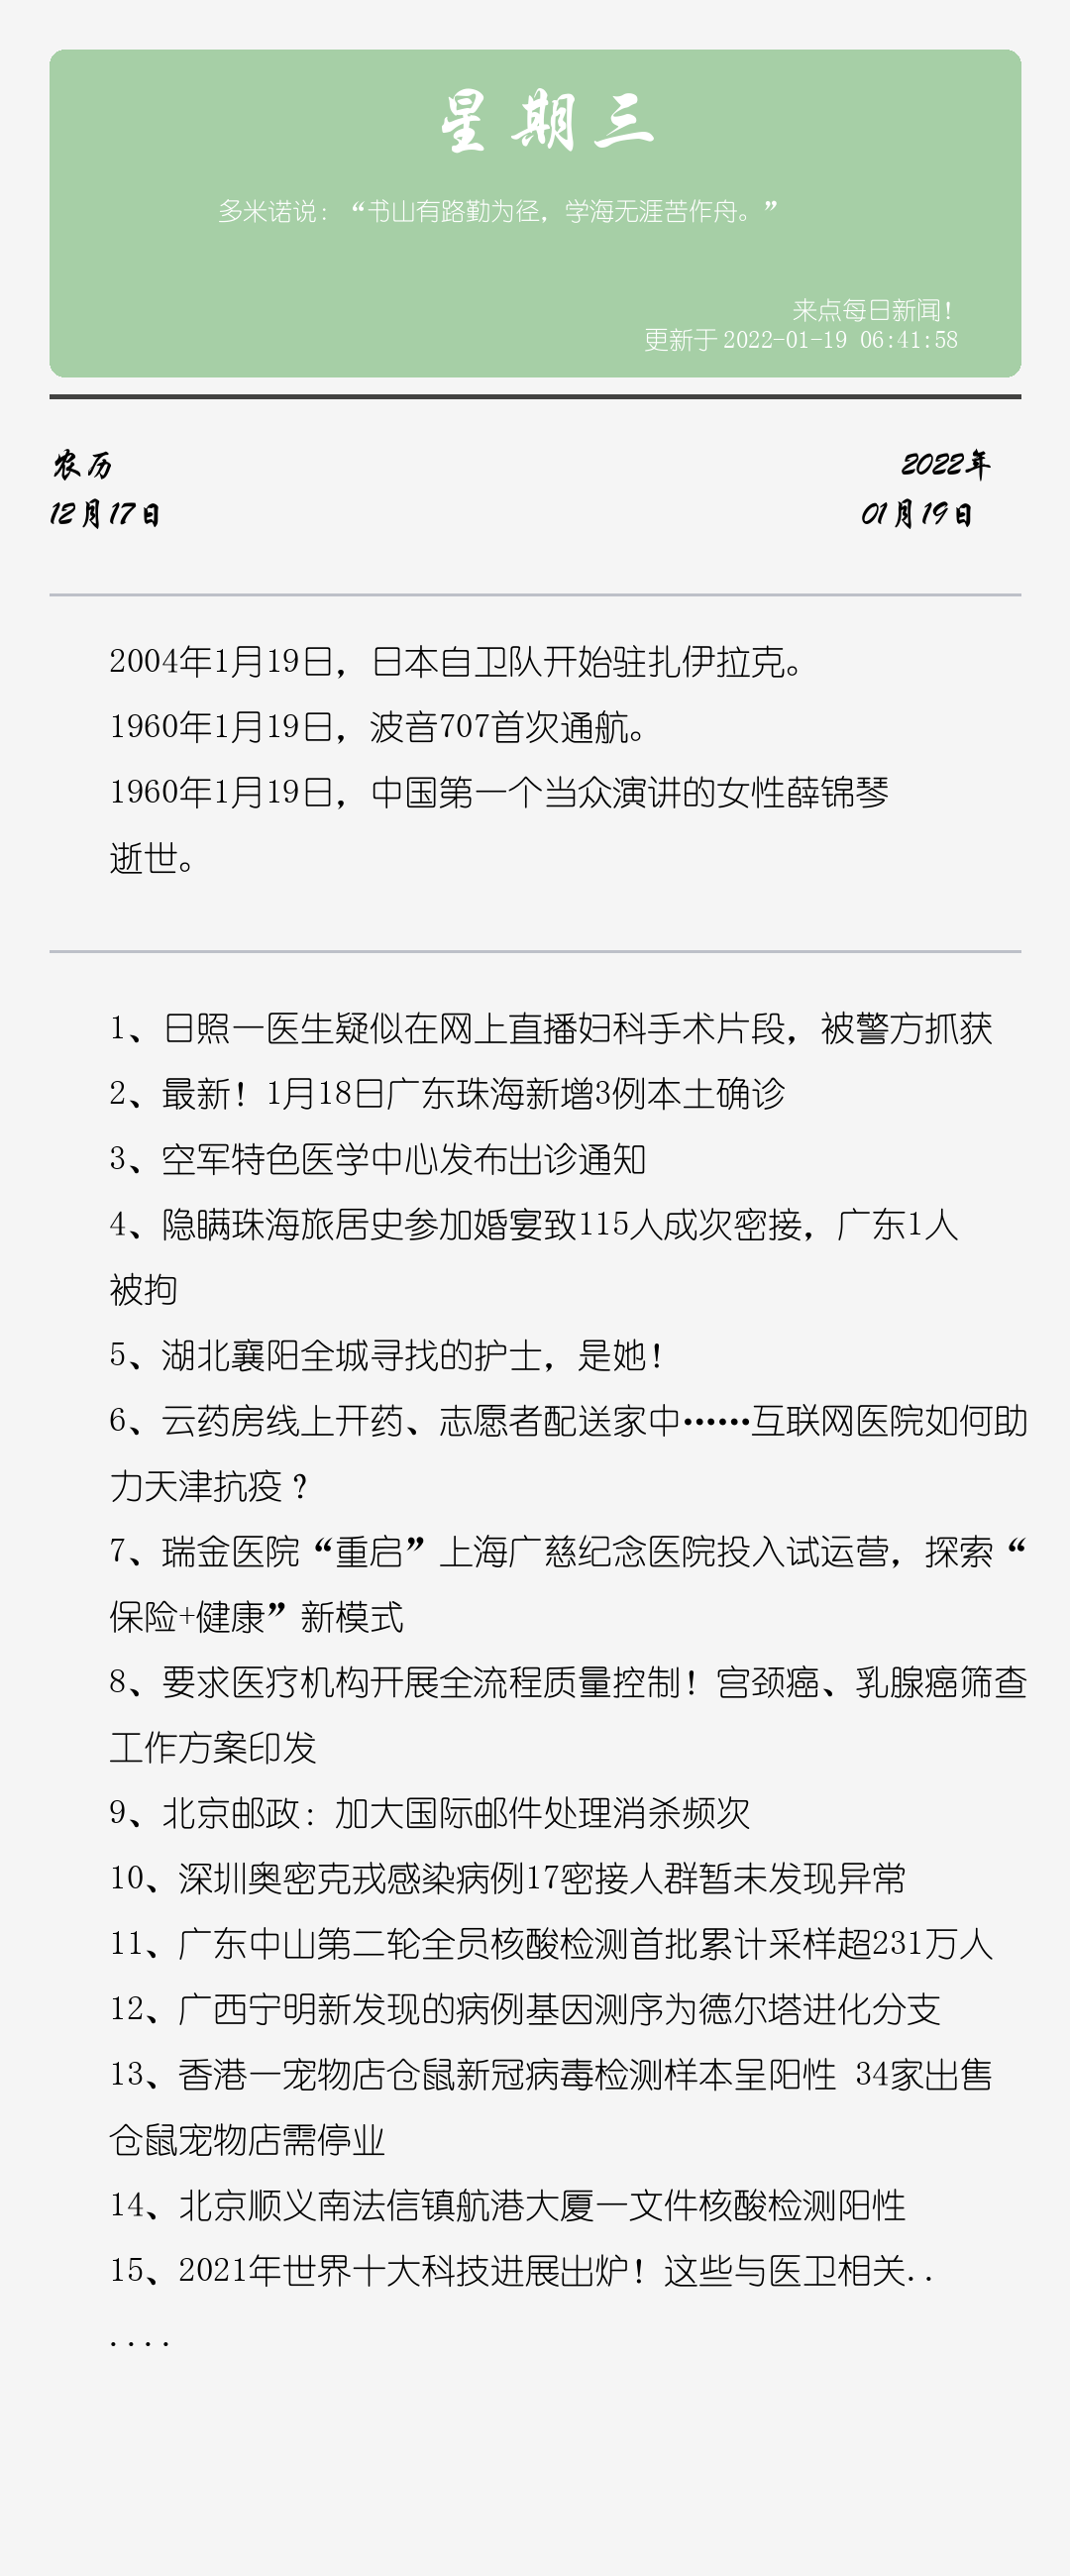 星期三
多米诺说：“书山有路勤为径，学海无涯苦作舟。”
来点每日新闻！
更新于 2022-01-19 06:41:58
农历
2022年
12月17日
01月19日
2004年1月19日，日本自卫队开始驻扎伊拉克。
1960年1月19日，波音707首次通航。
1960年1月19日，中国第一个当众演讲的女性薛锦琴
逝世。
1、日照一医生疑似在网上直播妇科手术片段，被警方抓获
2、最新！1月18日广东珠海新增3例本土确诊
3、空军特色医学中心发布出诊通知
4、隐瞒珠海旅居史参加婚宴致115人成次密接，广东1人
被拘
5、湖北襄阳全城寻找的护士，是她！
6、云药房线上开药、志愿者配送家中……互联网医院如何助
力天津抗疫？
7、瑞金医院“重启”上海广慈纪念医院投入试运营，探索“
保险+健康”新模式
8、要求医疗机构开展全流程质量控制！宫颈癌、乳腺癌筛查
工作方案印发
9、北京邮政：加大国际邮件处理消杀频次
10、深圳奥密克戎感染病例17密接人群暂未发现异常
11、广东中山第二轮全员核酸检测首批累计采样超231万人
12、广西宁明新发现的病例基因测序为德尔塔进化分支
13、香港一宠物店仓鼠新冠病毒检测样本呈阳性 34家出售
仓鼠宠物店需停业
14、北京顺义南法信镇航港大厦一文件核酸检测阳性
15、2021年世界十大科技进展出炉！这些与医卫相关..
....